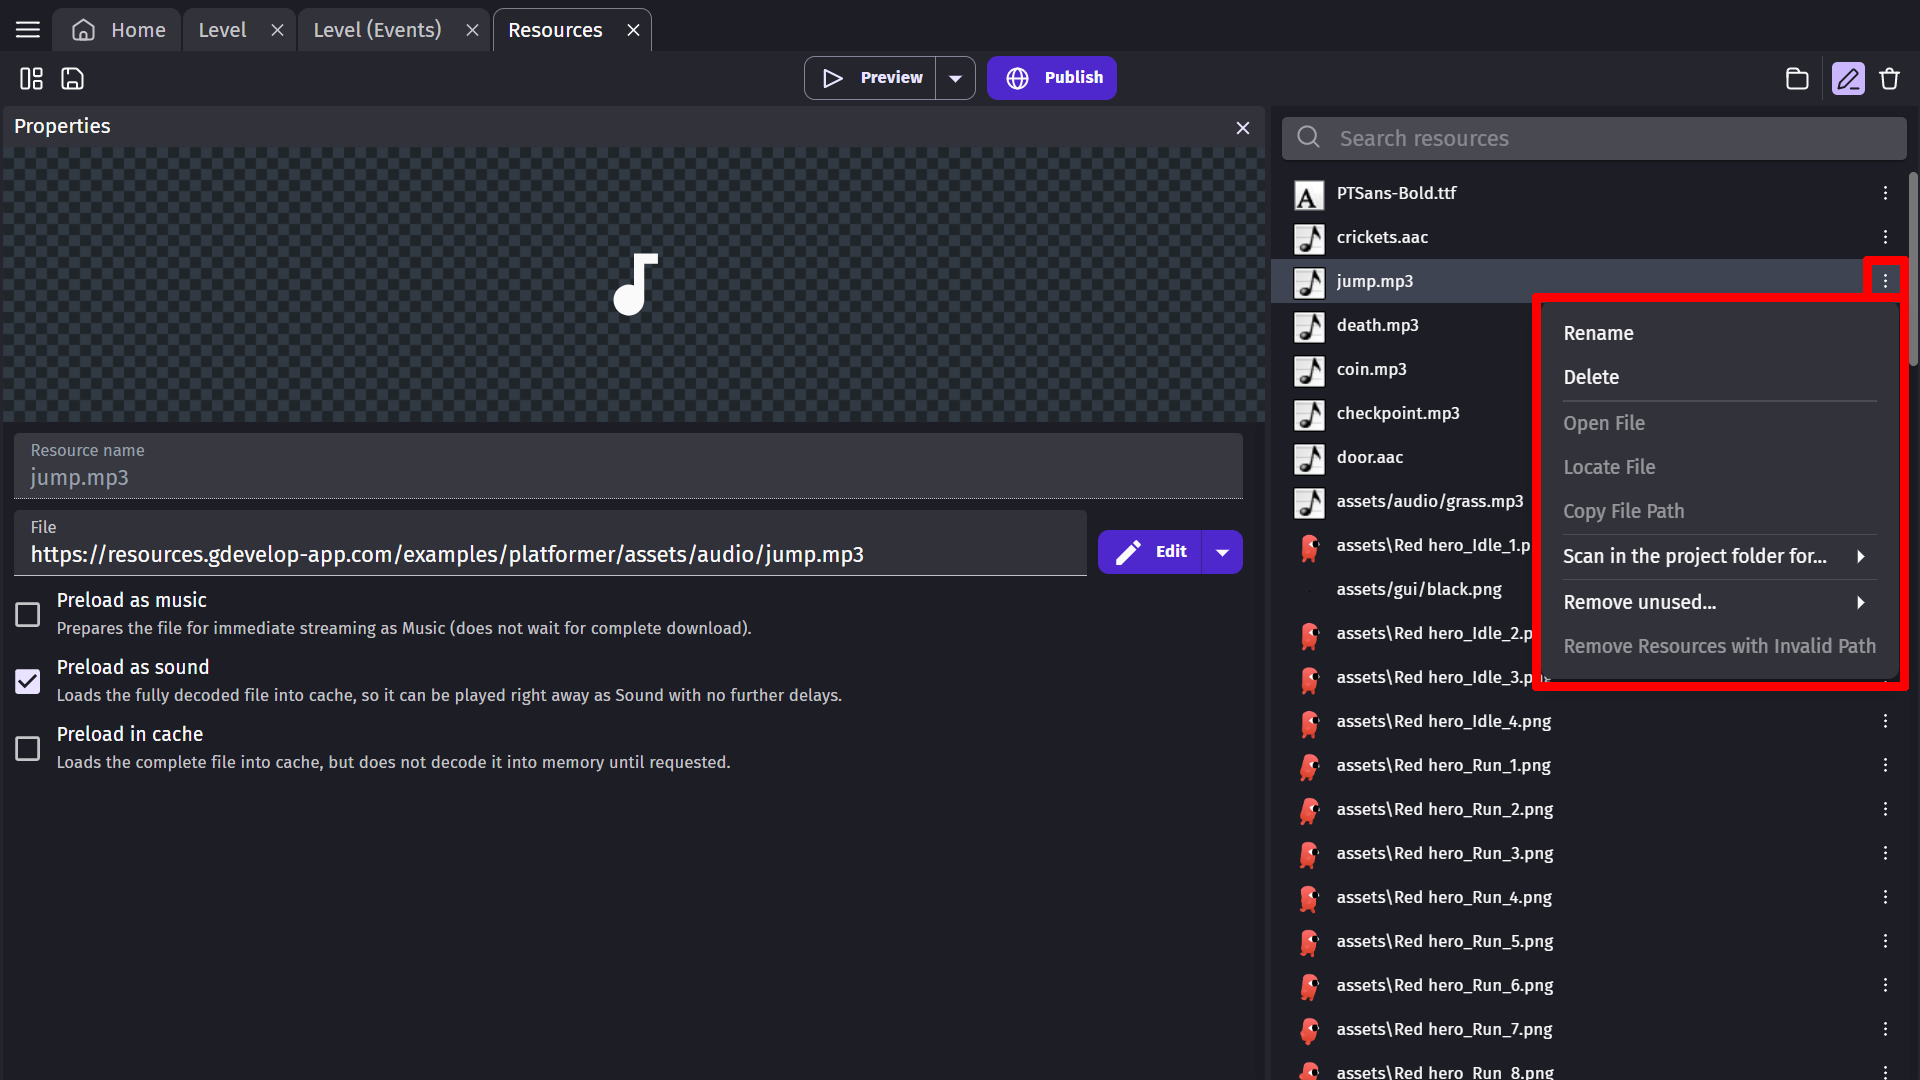 Home
Level
Level (Events)
Resources
Preview
Publish
Properties
Resource name
jump.mp3
File
https://resources.gdevelop-app.com/examples/platformer/assets/audio/jump.mp3
Edit
Preload as music
Prepares the file for immediate streaming as Music (does not wait for complete download).
Preload as sound
Loads the fully decoded file into cache, so it can be played right away as Sound with no further delays.
Preload in cache
Loads the complete file into cache, but does not decode it into memory until requested.
Search resources
PTSans-Bold.ttf
crickets.aac
jump.mp3
death.mp3
coin.mp3
checkpoint.mp3
door.aac
assets/audio/grass.mp3
assets\Red hero_Idle_1.p
assets/gui/black.png
assets\Red hero_Idle_2.p
assets\Red hero_Idle_3.png
assets\Red hero_Idle_4.png
assets\Red hero_Run_1.png
assets\Red hero_Run_2.png
assets\Red hero_Run_3.png
assets\Red hero_Run_4.png
assets\Red hero_Run_5.png
assets\Red hero_Run_6.png
assets\Red hero_Run_7.png
assets\Red hero_Run_8.png
Rename
Delete
Open File
Locate File
Copy File Path
Scan in the project folder for...
Remove unused...
Remove Resources with Invalid Path